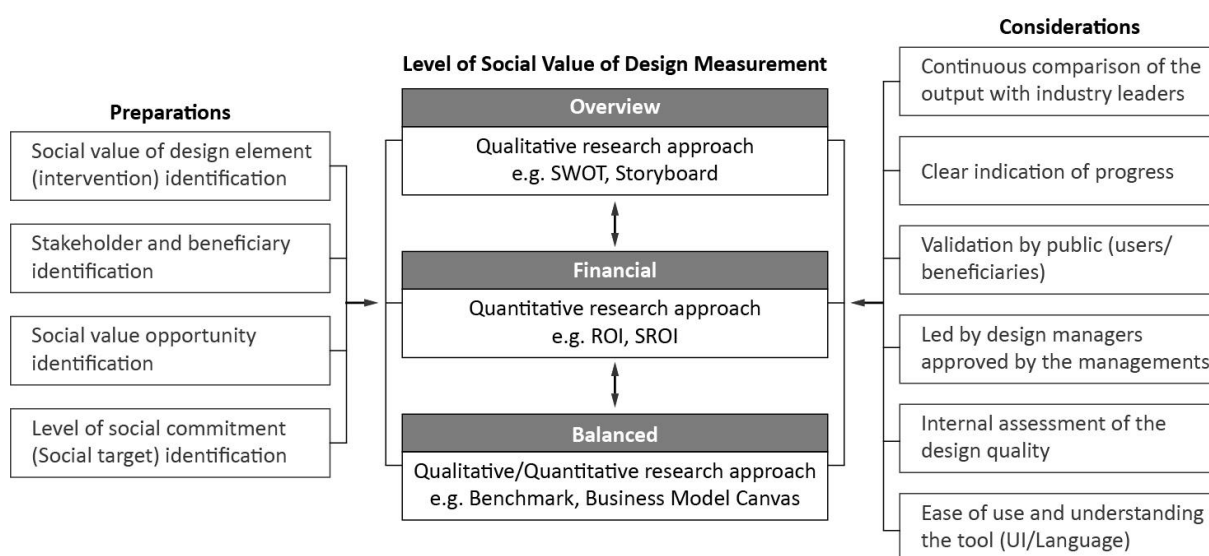 Preparations
Social value of design element
(intervention) identification
Stakeholder and beneficiary
identification
Social value opportunity
identification
Level of social commitment
(Social target) identification
Level of Social Value of Design Measurement
Overview
Qualitative research approach
e.g. SWOT, Storyboard
Financial
Quantitative research approach
e.g. ROI, SROI
Balanced
Qualitative/Quantitative research approach
e.g. Benchmark, Business Model Canvas
Considerations
Continuous comparison of the
output with industry leaders
Clear indication of progress
Validation by public (users/
beneficiaries)
Led by design managers
approved by the managements
Internal assessment of the
design quality
Ease of use and understanding
the tool (UI/Language)